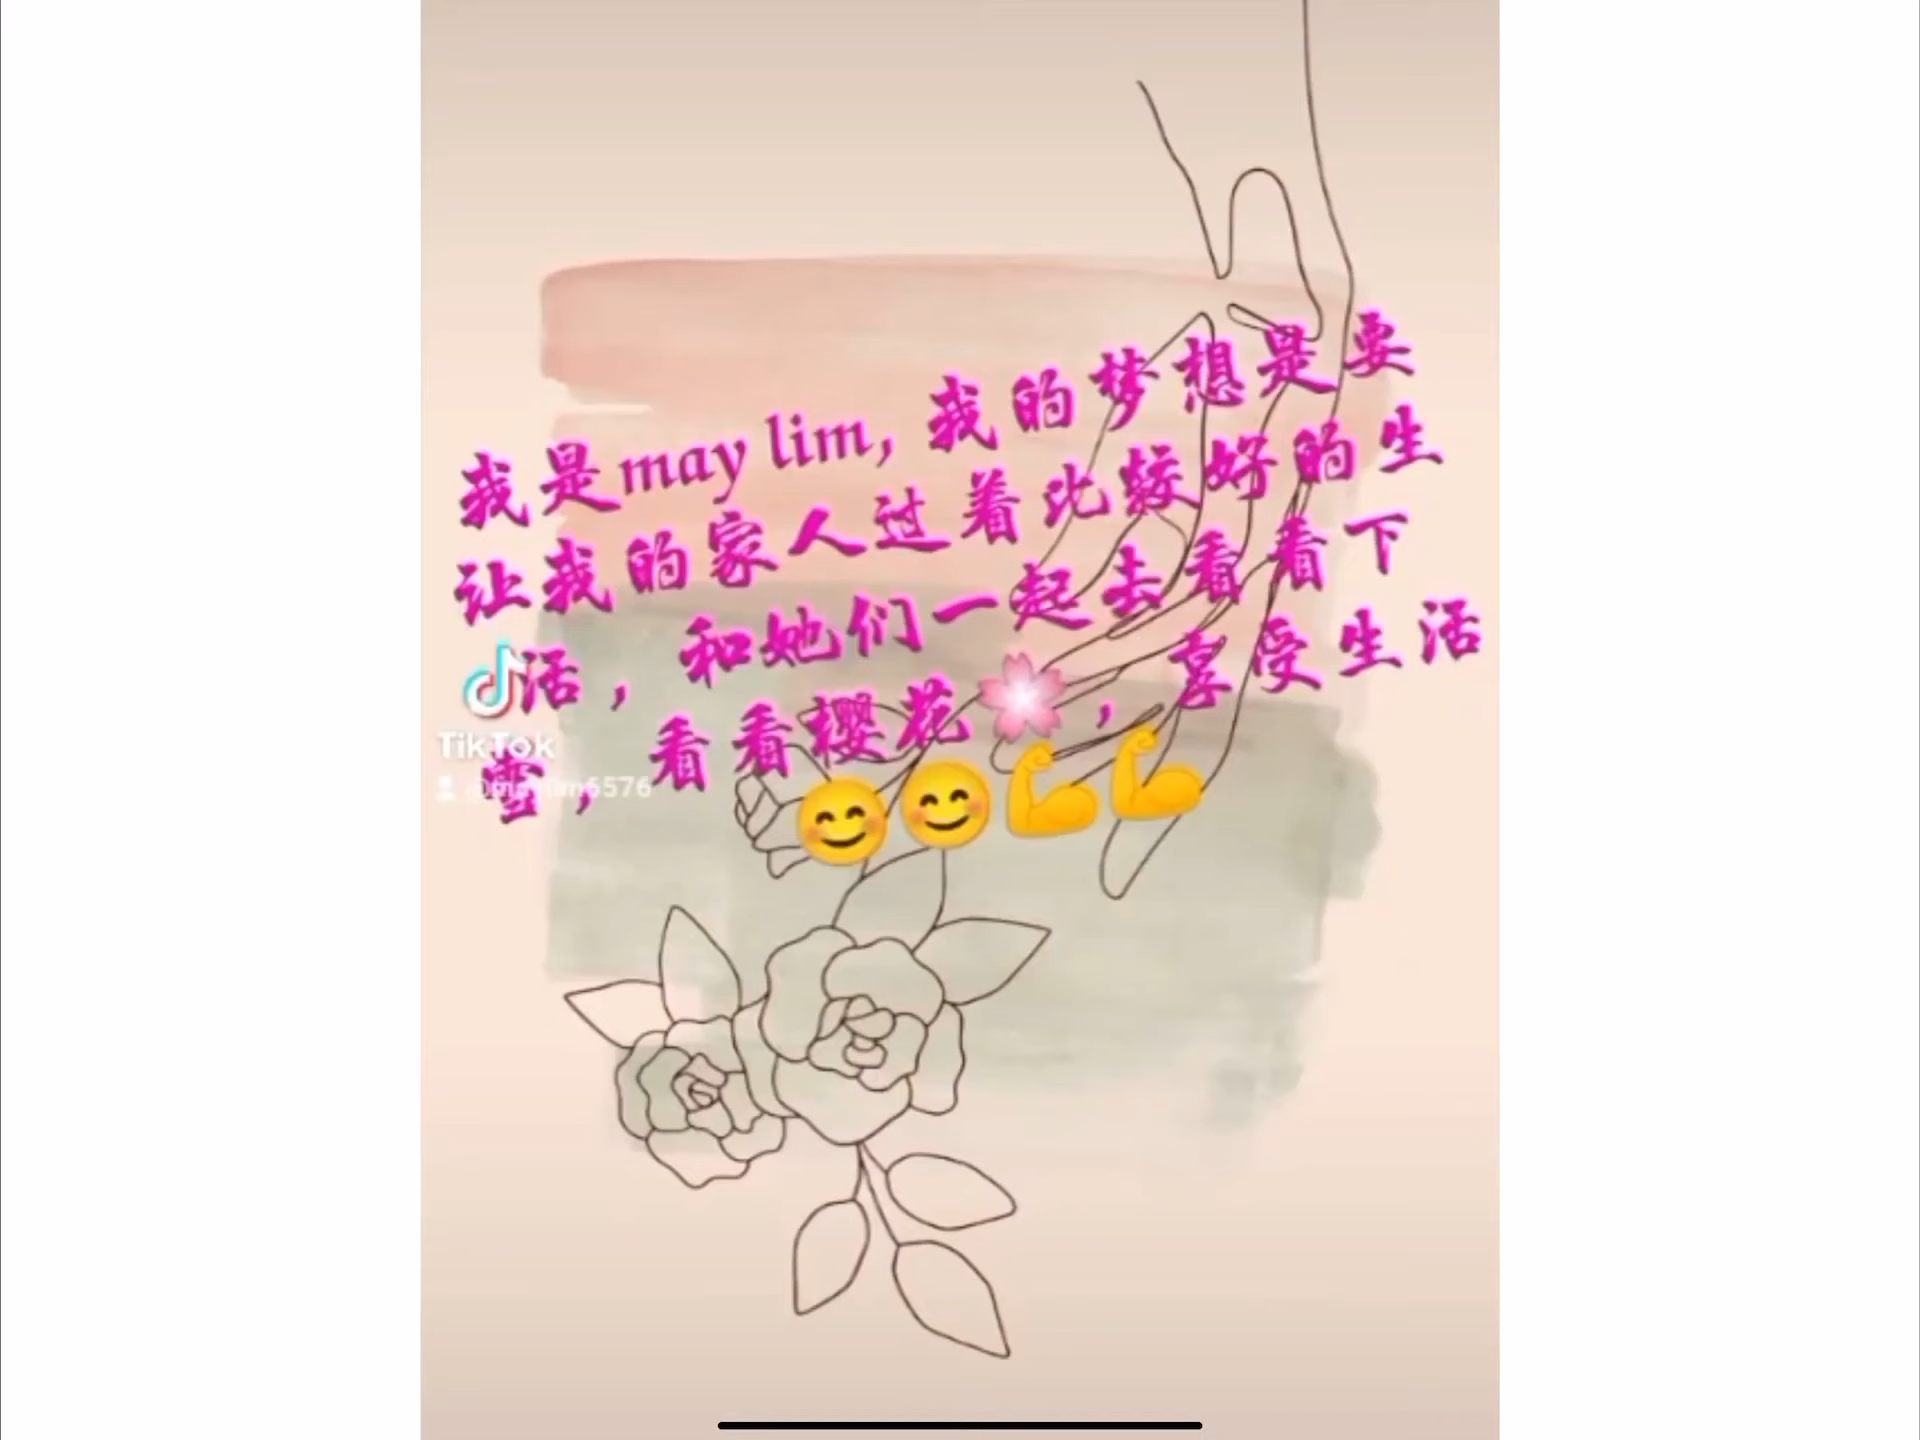 我是may lim, 我的梦想是要
让我的家人过着比较好的生
活，和她们一起去看看下
雪，看看樱花🌸，享受生活
😊😊💪💪
TikTok